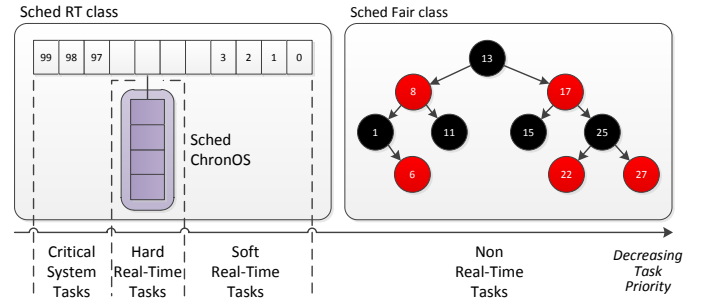 Sched RT class
Sched Fair class
99 98 97 3 2 1 0
Sched
ChronOS
13
8 17
1 11 15 25
6 22 27
Critical
System
Tasks
Hard
Real-Time
Tasks
Soft
Real-Time
Tasks
Non
Real-Time
Tasks
Decreasing
Task
Priority